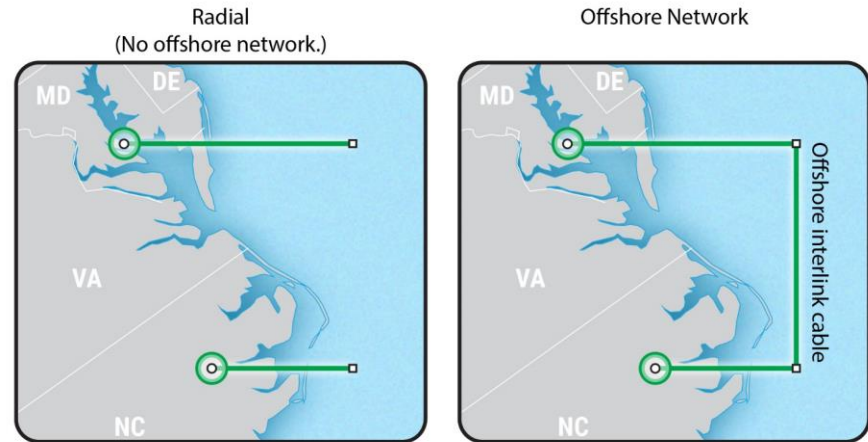 Radial
(No offshore network.)
MD
DE
VA
NC
Offshore Network
MD
DE
VA
NC
Offshore interlink cable